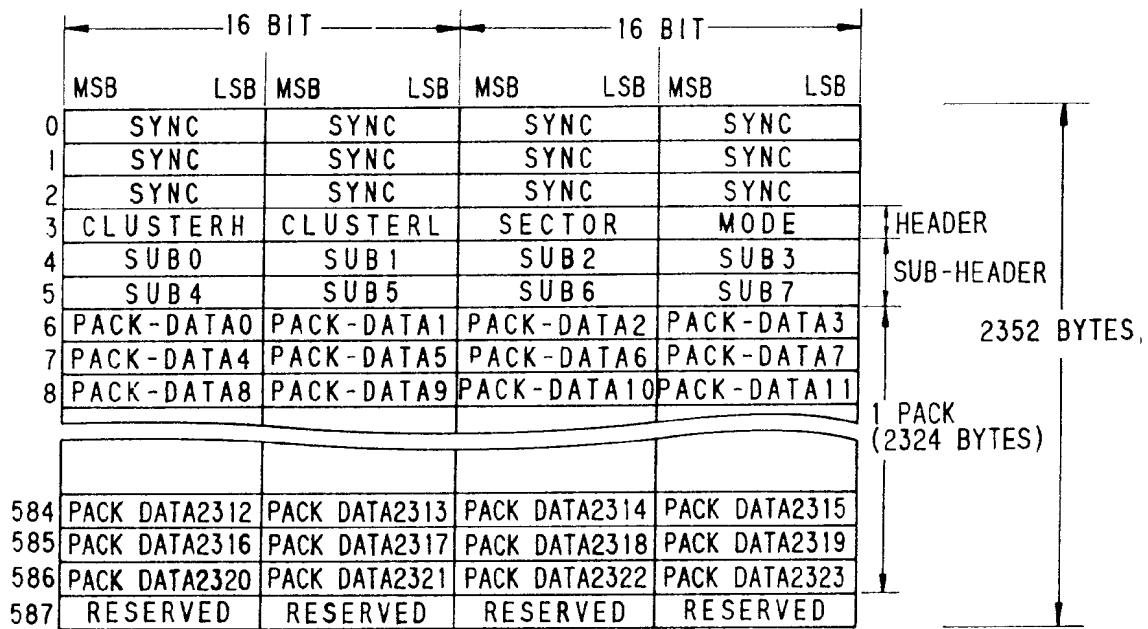 16 BIT 16 BIT
MSB LSB MSB LSB MSB LSB MSB LSB
0 SYNC SYNC SYNC SYNC
1 SYNC SYNC SYNC SYNC
2 SYNC SYNC SYNC SYNC
3 CLUSTERH CLUSTERL SECTOR MODE HEADER
4 SUB0 SUB1 SUB2 SUB3
SUB-HEADER
5 SUB4 SUB5 SUB6 SUB7
6 PACK-DATA0 PACK-DATA1 PACK-DATA2 PACK-DATA3
2352 BYTES,
7 PACK-DATA4 PACK-DATA5 PACK-DATA6 PACK-DATA7
8 PACK-DATA8 PACK-DATA9 PACK-DATA10 PACK-DATA11
1 PACK
(2324 BYTES)
584 PACK DATA2312 PACK DATA2313 PACK DATA2314 PACK DATA2315
585 PACK DATA2316 PACK DATA2317 PACK DATA2318 PACK DATA2319
586 PACK DATA2320 PACK DATA2321 PACK DATA2322 PACK DATA2323
587 RESERVED RESERVED RESERVED RESERVED